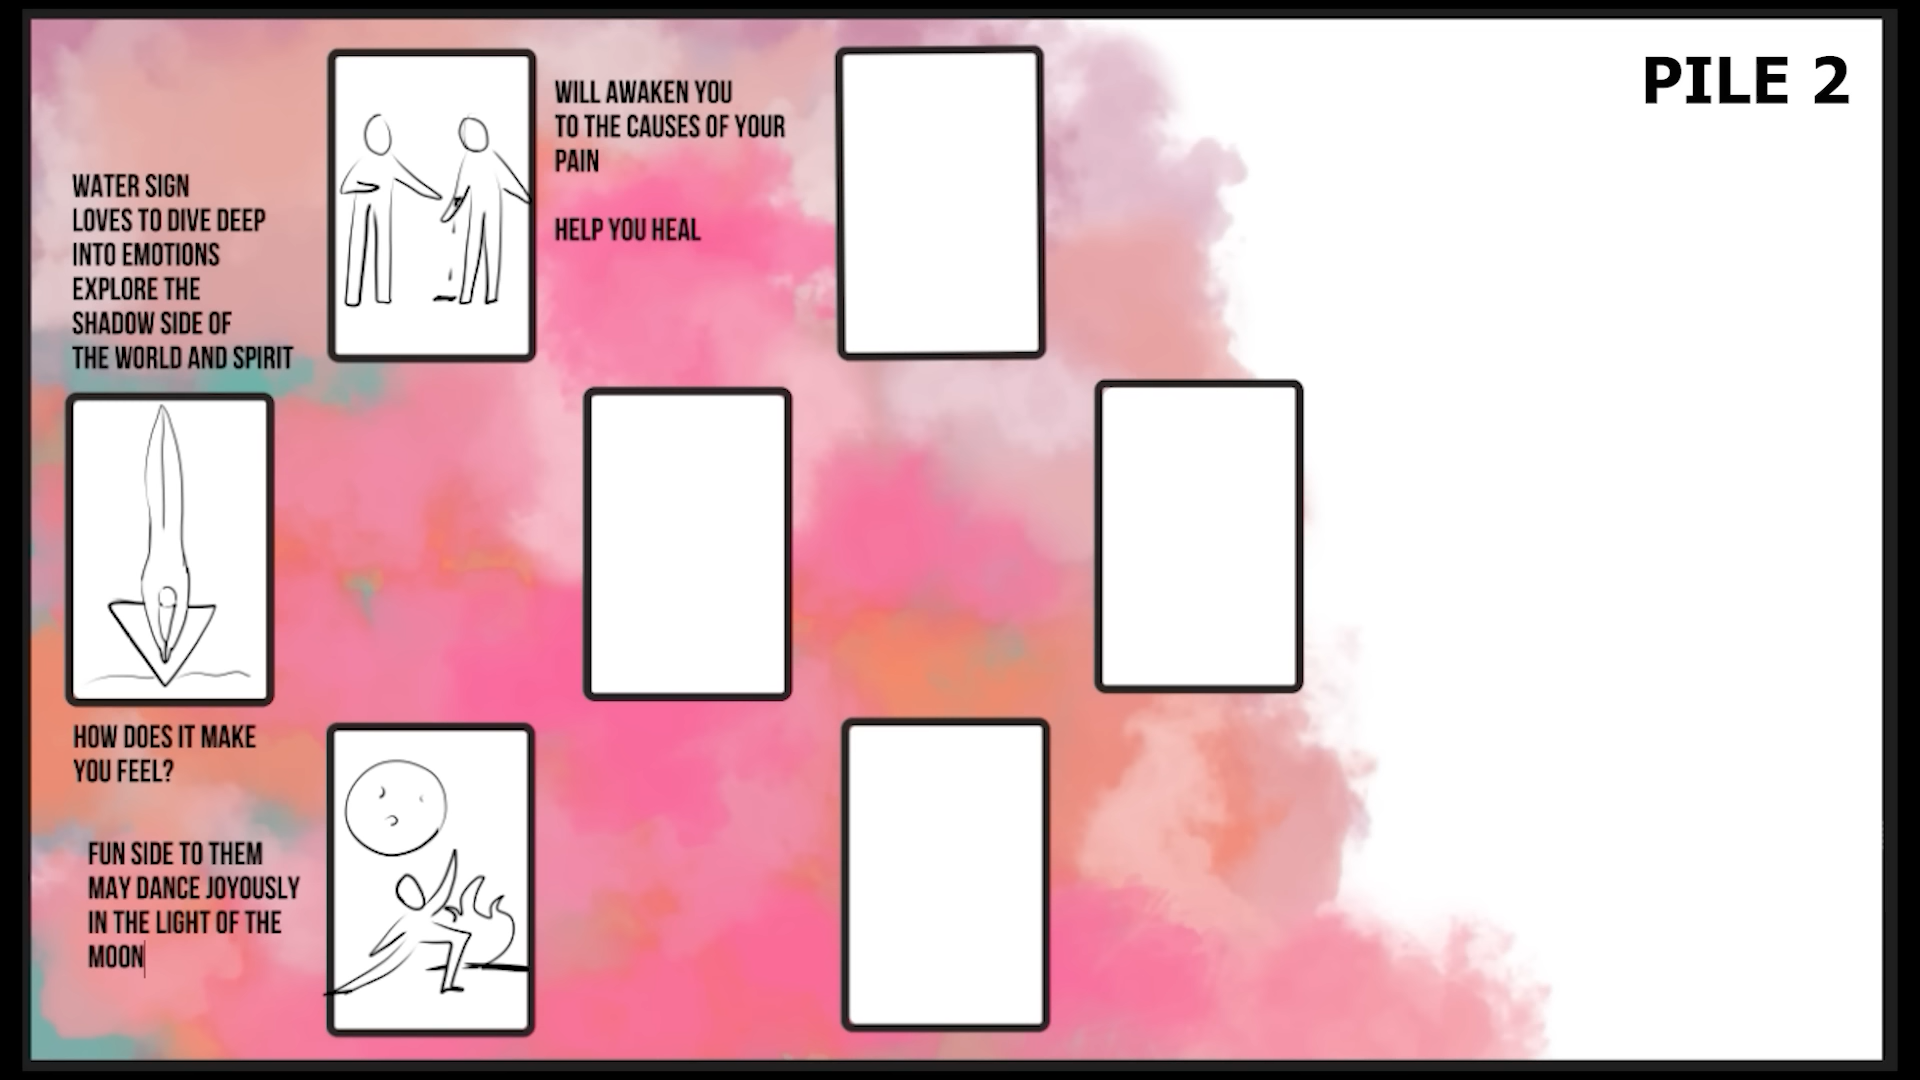 PILE 2
WILL AWAKEN YOU
TO THE CAUSES OF YOUR
PAIN
HELP YOU HEAL
WATER SIGN
LOVES TO DIVE DEEP
INTO EMOTIONS
EXPLORE THE
SHADOW SIDE OF
THE WORLD AND SPIRIT
HOW DOES IT MAKE
YOU FEEL?
FUN SIDE TO THEM
MAY DANCE JOYOUSLY
IN THE LIGHT OF THE
MOON